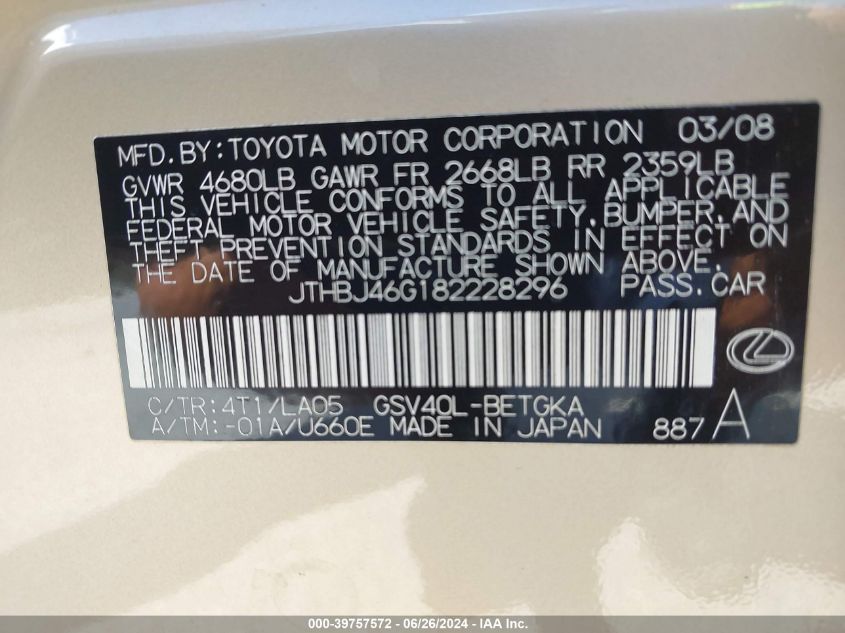 MFD. BY: TOYOTA MOTOR CORPORATION 03/08
GVWR 4680LB GAWR FR 2668LB RR 2359LB
THIS VEHICLE CONFORMS TO ALL APPLICABLE
FEDERAL MOTOR VEHICLE SAFETY, BUMPER, AND
THEFT PREVENTION STANDARDS IN EFFECT ON
THE DATE OF MANUFACTURE SHOWN ABOVE.
JTHBJ46G182228296 PASS. CAR
C/TR: 4T1/LA05 GSV40L-BETGKA
A/TM: -01A/U660E MADE IN JAPAN 887 A
000-39757572 / 06/26/2024 - IAA Inc.